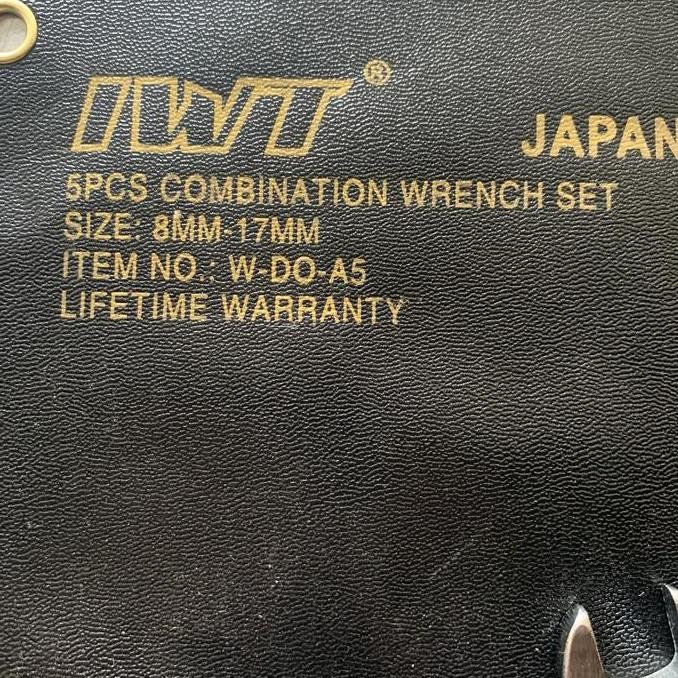 IWT®
JAPAN
5PCS COMBINATION WRENCH SET
SIZE: 8MM-17MM
ITEM NO.: W-DO-A5
LIFETIME WARRANTY